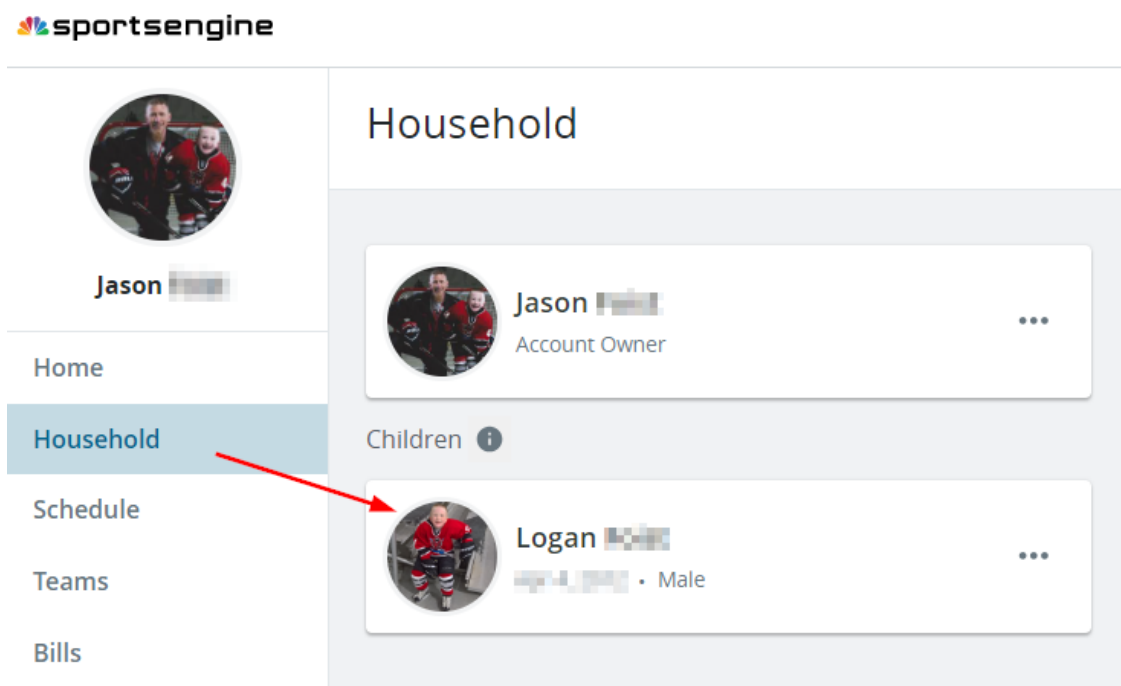 sportsengine
Jason
Home
Household
Schedule
Teams
Bills
Household
Jason
Account Owner
Children
Logan
• Male